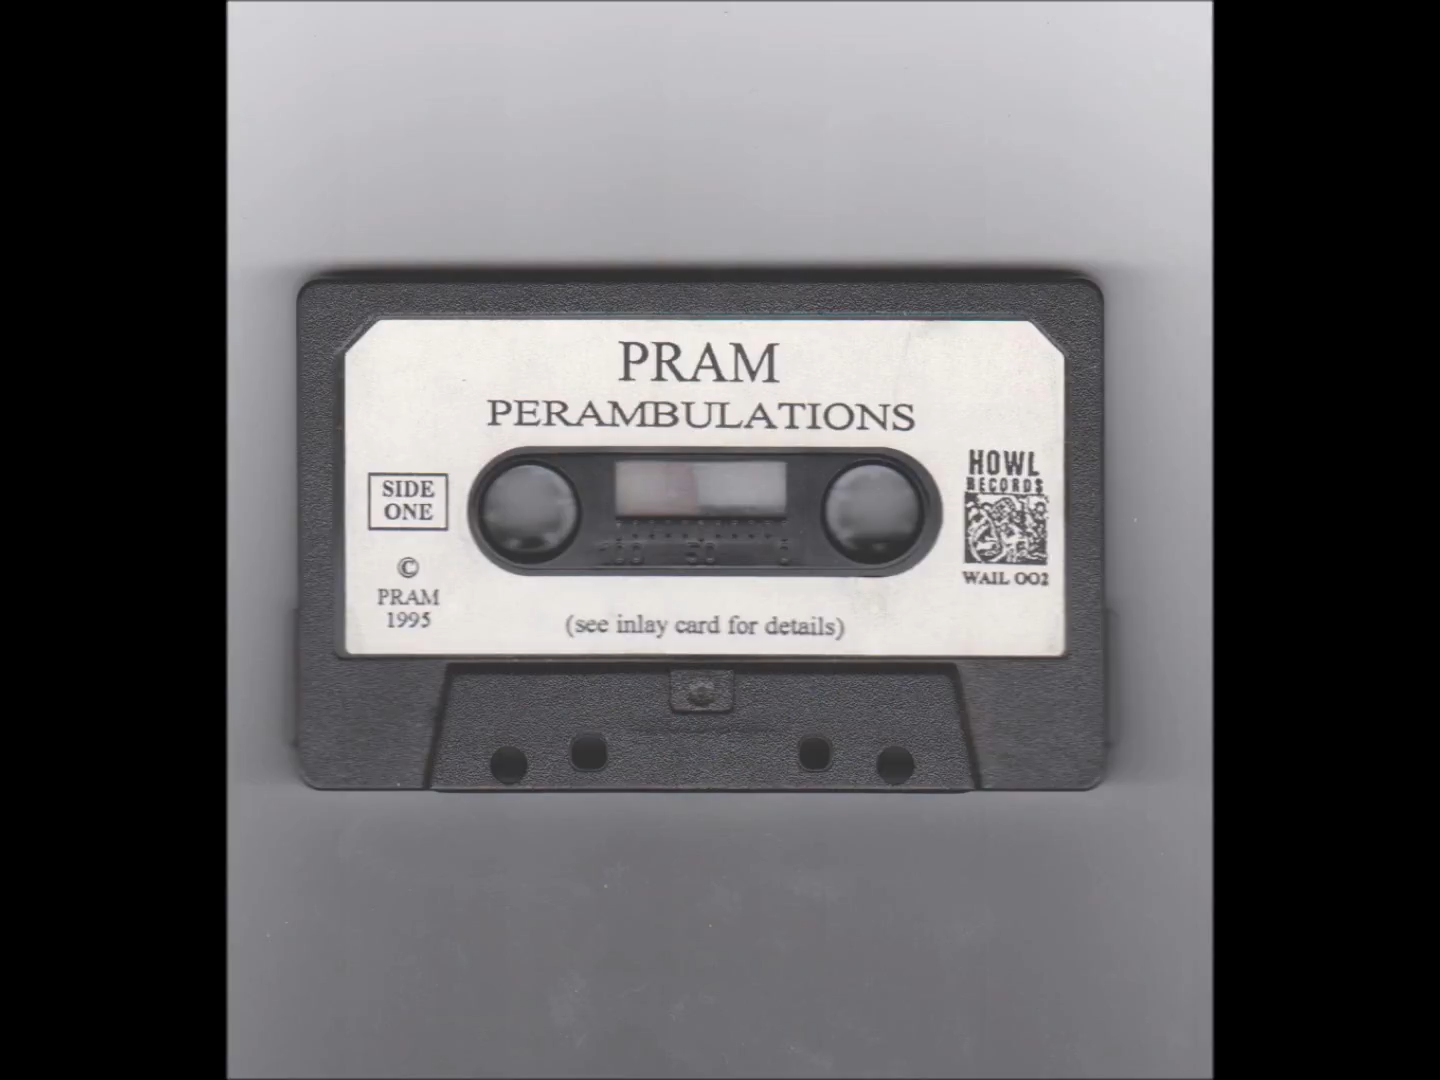 PRAM
PERAMBULATIONS
SIDE
ONE
©
PRAM
1995
HOWL
RECORDS
WAIL 002
(see inlay card for details)
100 50 0